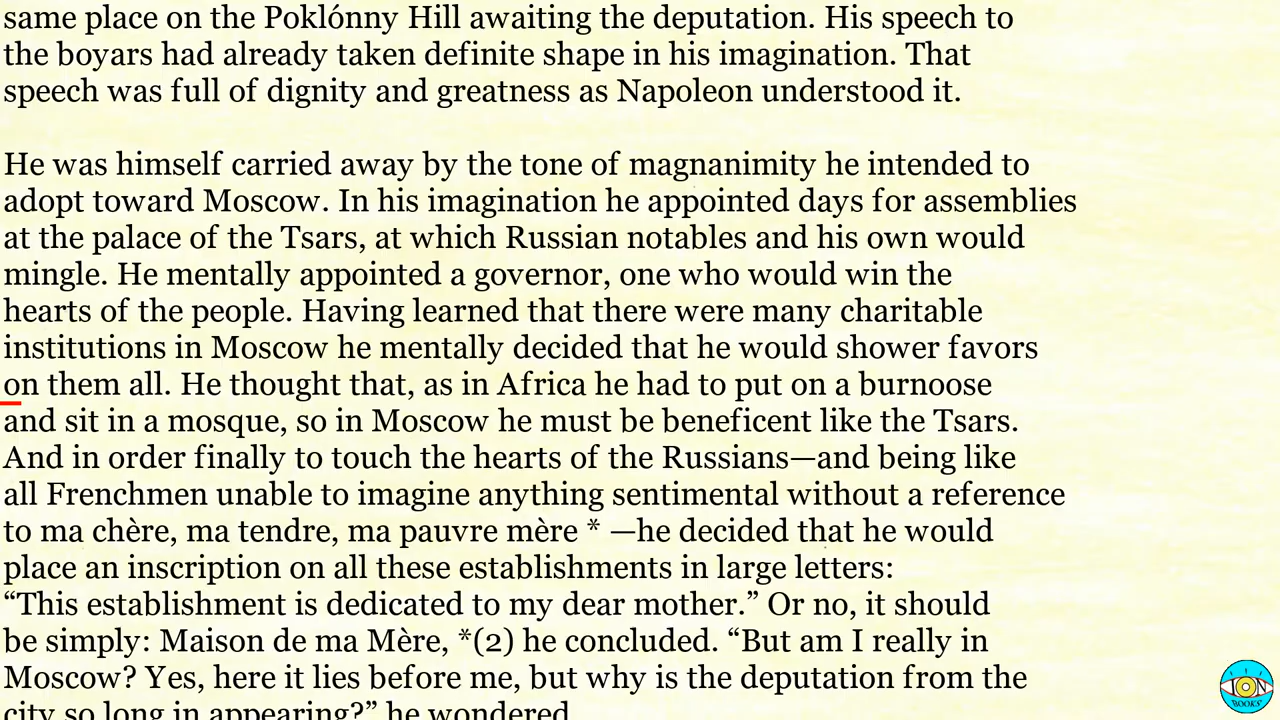 same place on the Poklónny Hill awaiting the deputation. His speech to
the boyars had already taken definite shape in his imagination. That
speech was full of dignity and greatness as Napoleon understood it.
He was himself carried away by the tone of magnanimity he intended to
adopt toward Moscow. In his imagination he appointed days for assemblies
at the palace of the Tsars, at which Russian notables and his own would
mingle. He mentally appointed a governor, one who would win the
hearts of the people. Having learned that there were many charitable
institutions in Moscow he mentally decided that he would shower favors
on them all. He thought that, as in Africa he had to put on a burnoose
and sit in a mosque, so in Moscow he must be beneficent like the Tsars.
And in order finally to touch the hearts of the Russians—and being like
all Frenchmen unable to imagine anything sentimental without a reference
to ma chère, ma tendre, ma pauvre mère * —he decided that he would
place an inscription on all these establishments in large letters:
“This establishment is dedicated to my dear mother.” Or no, it should
be simply: Maison de ma Mère, *(2) he concluded. “But am I really in
Moscow? Yes, here it lies before me, but why is the deputation from the
city so long in appearing?” he wondered
ION
BOOKS